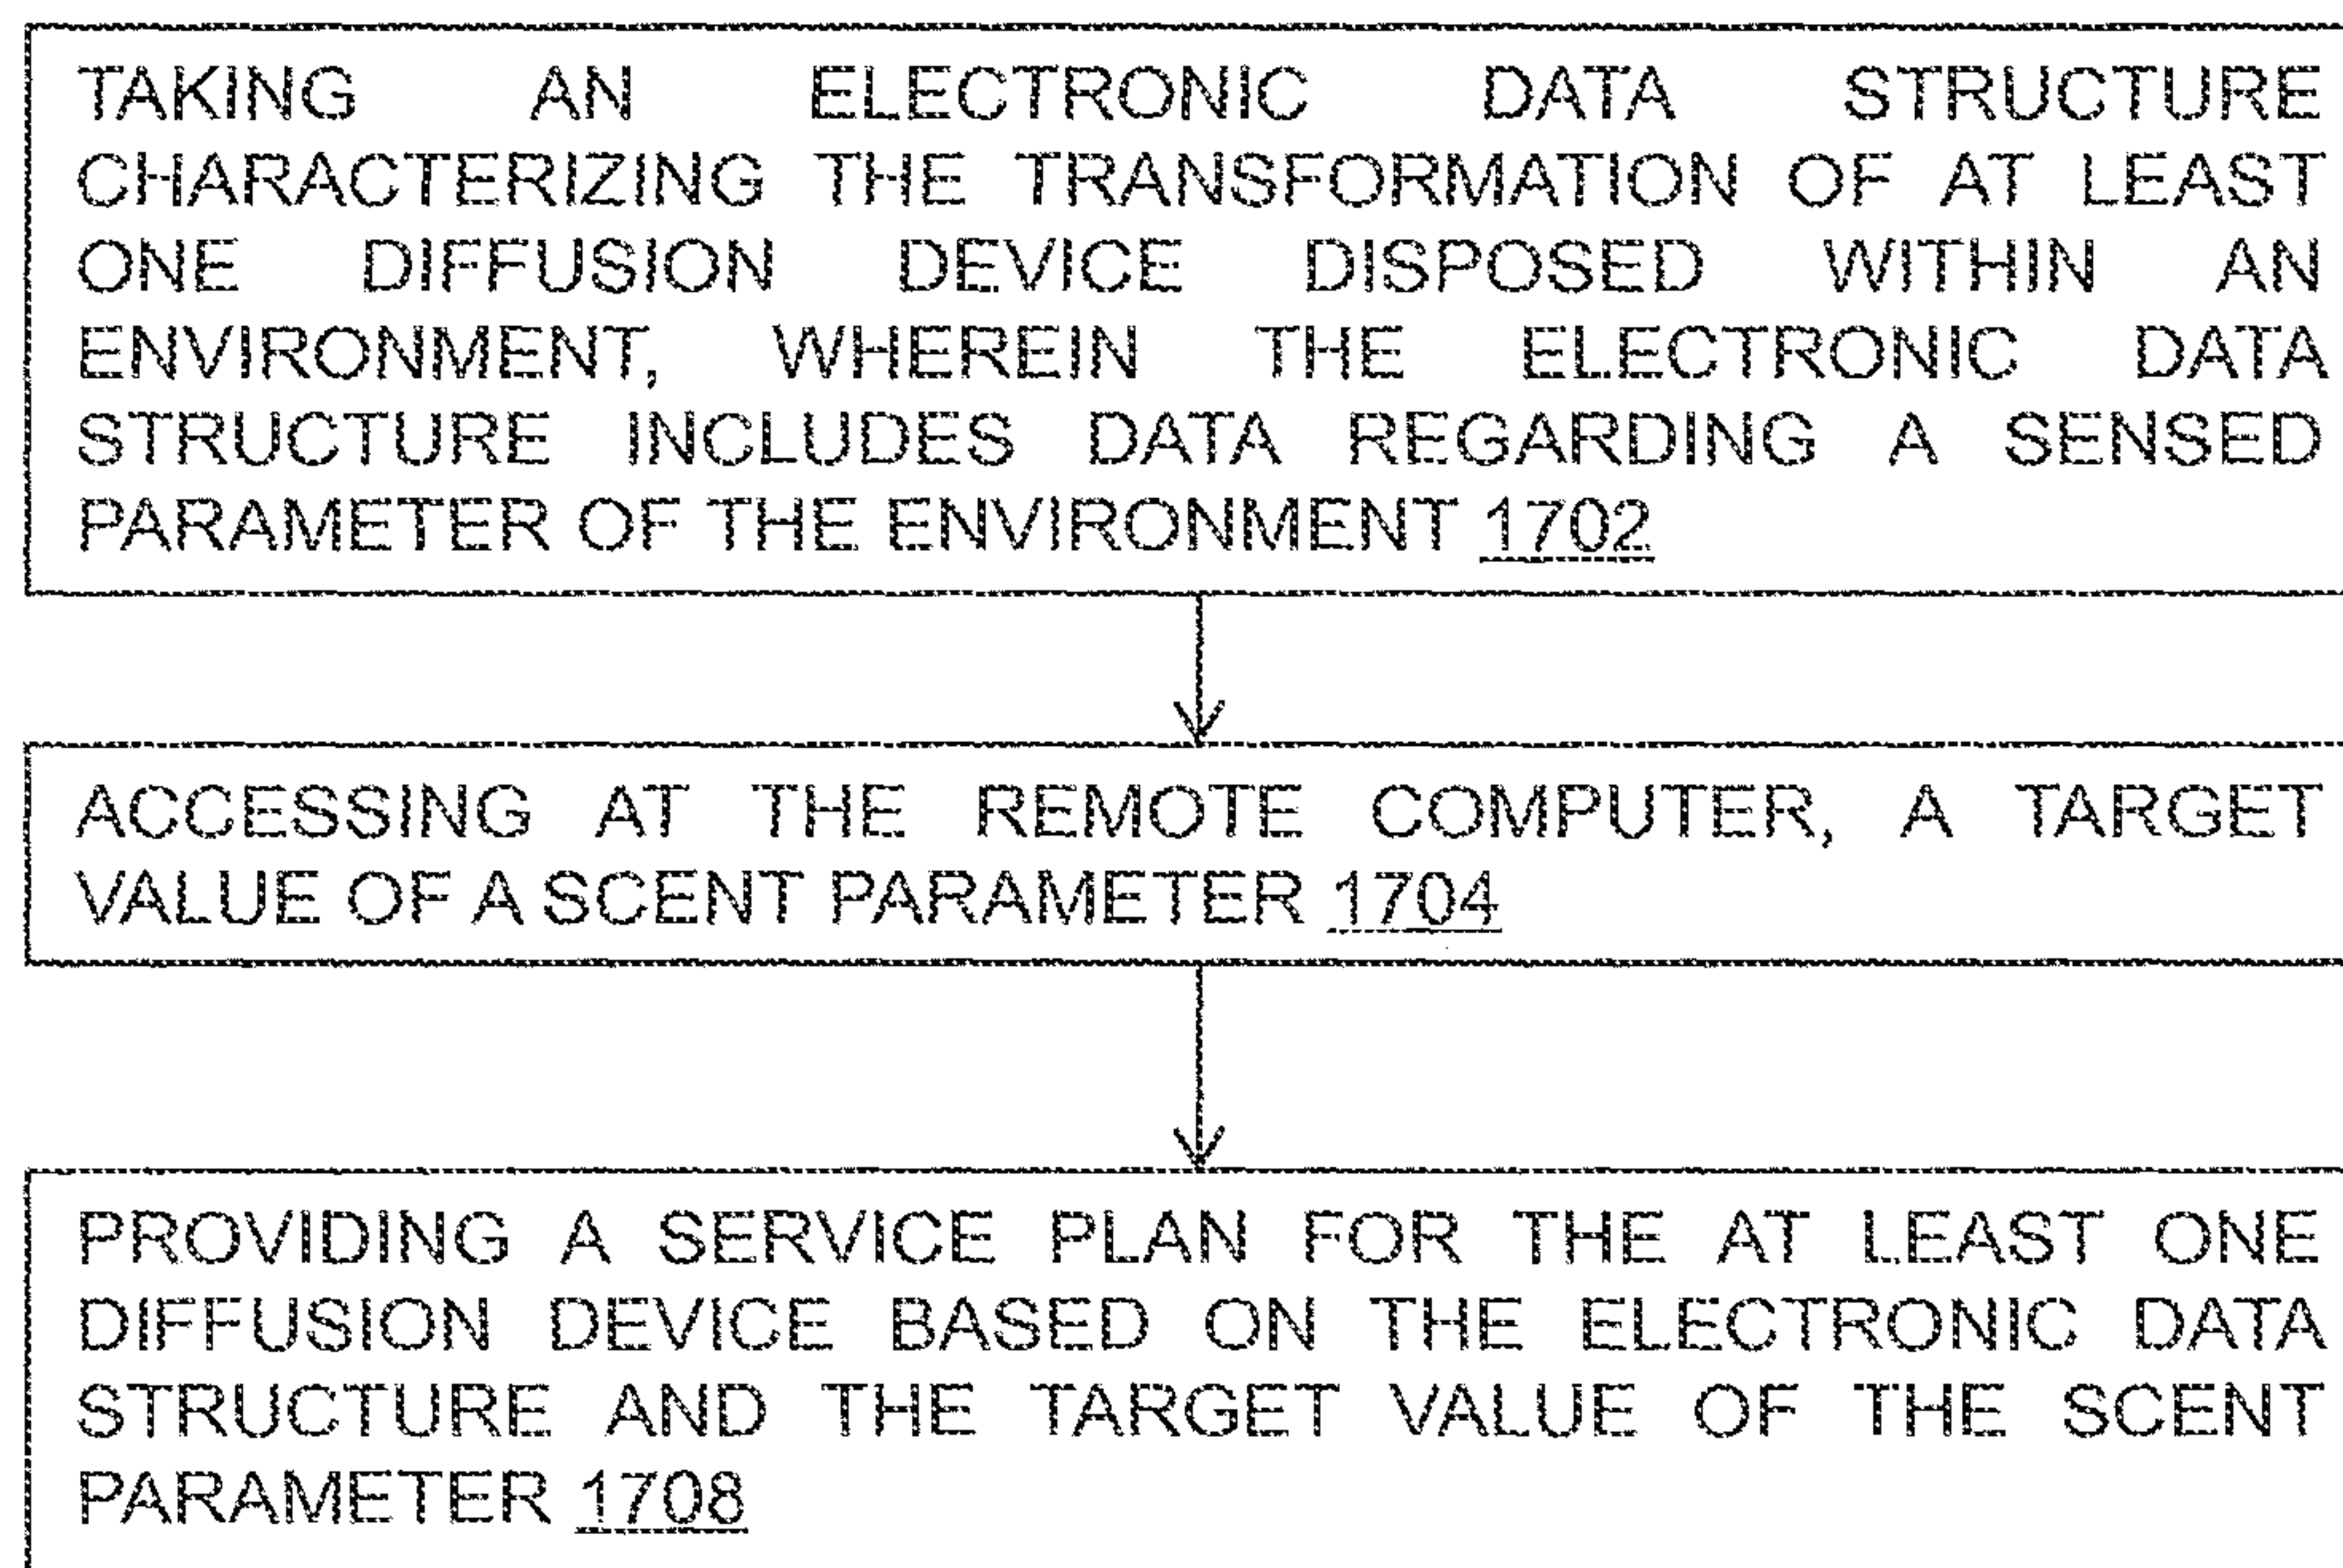 TAKING AN ELECTRONIC DATA STRUCTURE
CHARACTERIZING THE TRANSFORMATION OF AT LEAST
ONE DIFFUSION DEVICE DISPOSED WITHIN AN
ENVIRONMENT, WHEREIN THE ELECTRONIC DATA
STRUCTURE INCLUDES DATA REGARDING A SENSED
PARAMETER OF THE ENVIRONMENT 1702
ACCESSING AT THE REMOTE COMPUTER, A TARGET
VALUE OF A SCENT PARAMETER 1704
PROVIDING A SERVICE PLAN FOR THE AT LEAST ONE
DIFFUSION DEVICE BASED ON THE ELECTRONIC DATA
STRUCTURE AND THE TARGET VALUE OF THE SCENT
PARAMETER 1708